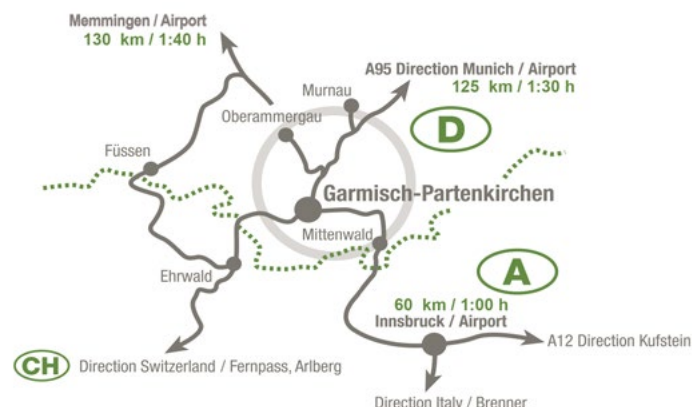 Memmingen / Airport
130 km / 1:40 h
A95 Direction Munich / Airport
125 km / 1:30 h
Murnau
Oberammergau
D
Füssen
Garmisch-Partenkirchen
Mittenwald
Ehrwald
A
60 km / 1:00 h
Innsbruck / Airport
A12 Direction Kufstein
CH Direction Switzerland / Fernpass, Arlberg
Direction Italy / Brenner